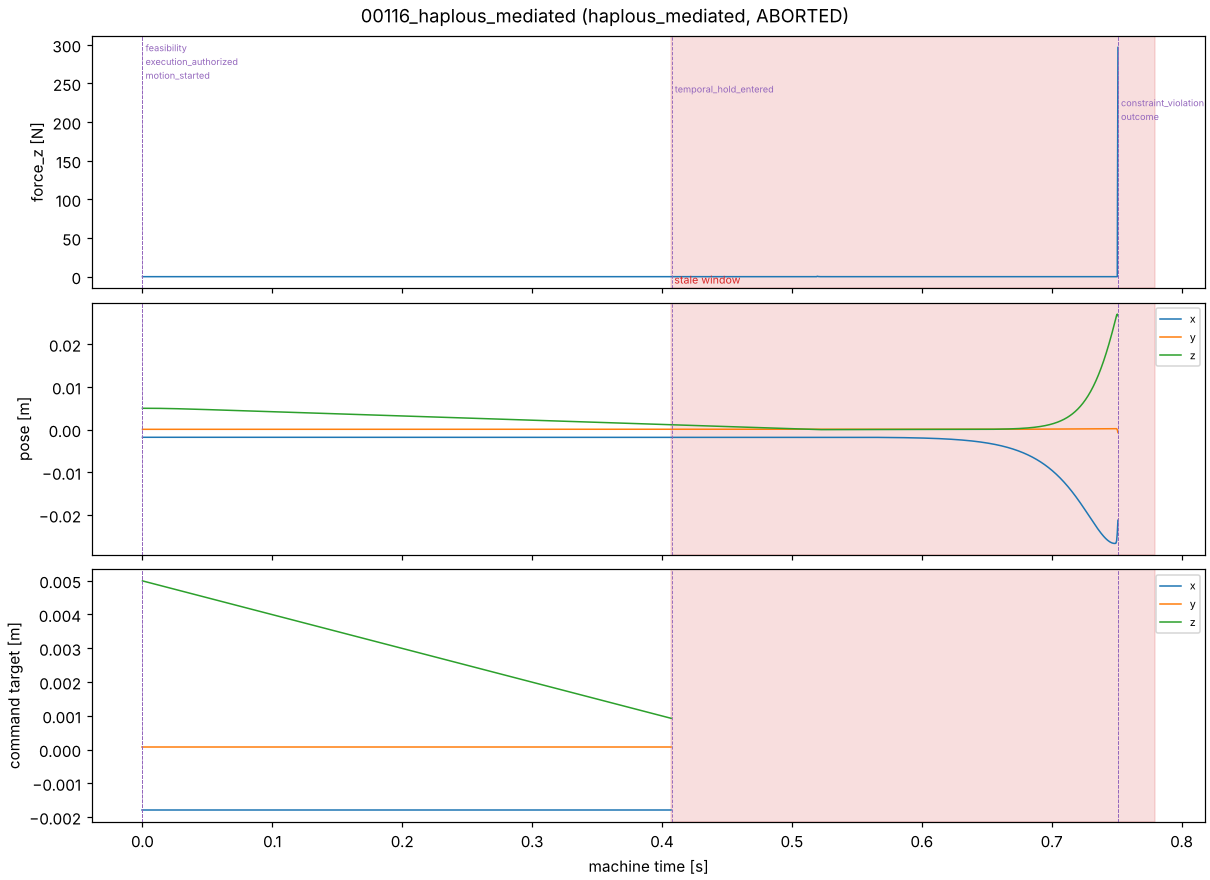 00116_haplous_mediated (haplous_mediated, ABORTED)
force_z [N]
300
250
200
150
100
50
0
feasibility
execution_authorized
motion_started
temporal_hold_entered
constraint_violation
outcome
stale window
pose [m]
0.02
0.01
0.00
−0.01
−0.02
x
y
z
command target [m]
0.005
0.004
0.003
0.002
0.001
0.000
−0.001
−0.002
x
y
z
0.0 0.1 0.2 0.3 0.4 0.5 0.6 0.7 0.8
machine time [s]